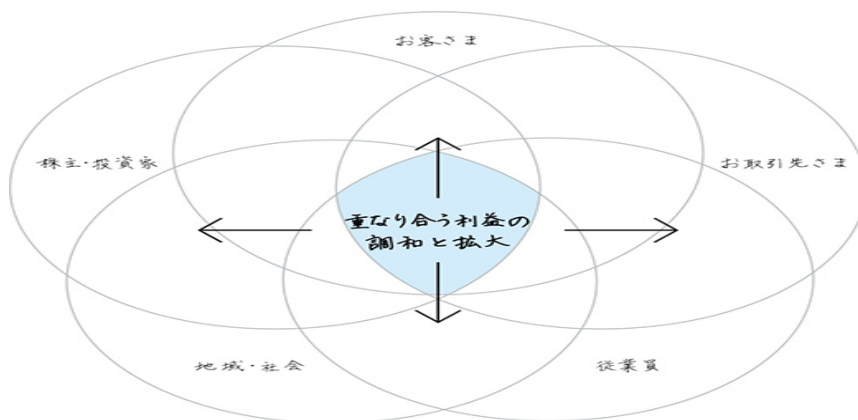 お客さま
株主・投資家
お取引先さま
重なり合う利益の
調和と拡大
地域・社会
従業員